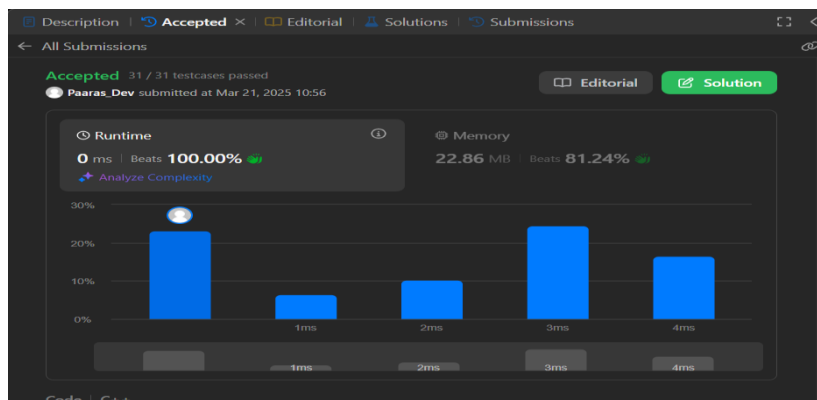 Description | Accepted × | Editorial | Solutions | Submissions
← All Submissions
Accepted 31 / 31 testcases passed
Paaras_Dev submitted at Mar 21, 2025 10:56
Editorial
Solution
Runtime
0 ms | Beats 100.00%
Analyze Complexity
Memory
22.86 MB | Beats 81.24%
30%
20%
10%
0%
1ms 2ms 3ms 4ms
1ms 2ms 3ms 4ms
Code | C++